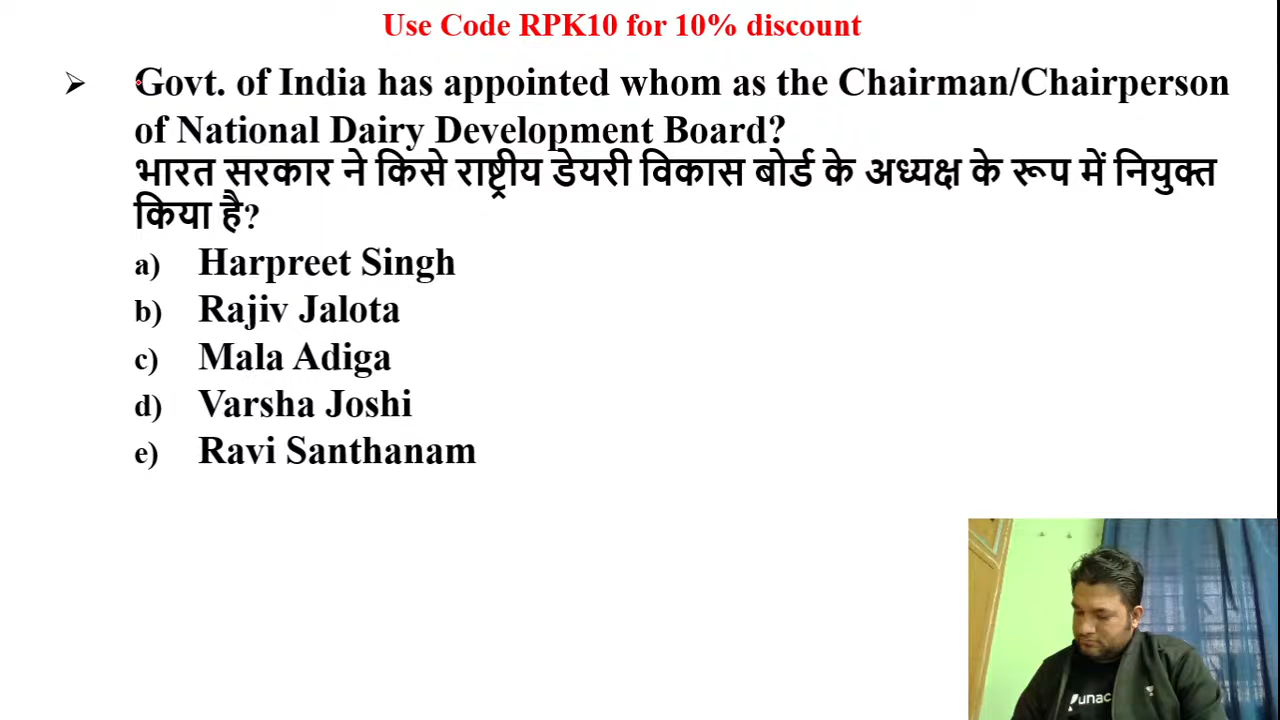 Use Code RPK10 for 10% discount
➢ Govt. of India has appointed whom as the Chairman/Chairperson
of National Dairy Development Board?
भारत सरकार ने किसे राष्ट्रीय डेयरी विकास बोर्ड के अध्यक्ष के रूप में नियुक्त
किया है?
a) Harpreet Singh
b) Rajiv Jalota
c) Mala Adiga
d) Varsha Joshi
e) Ravi Santhanam
unac